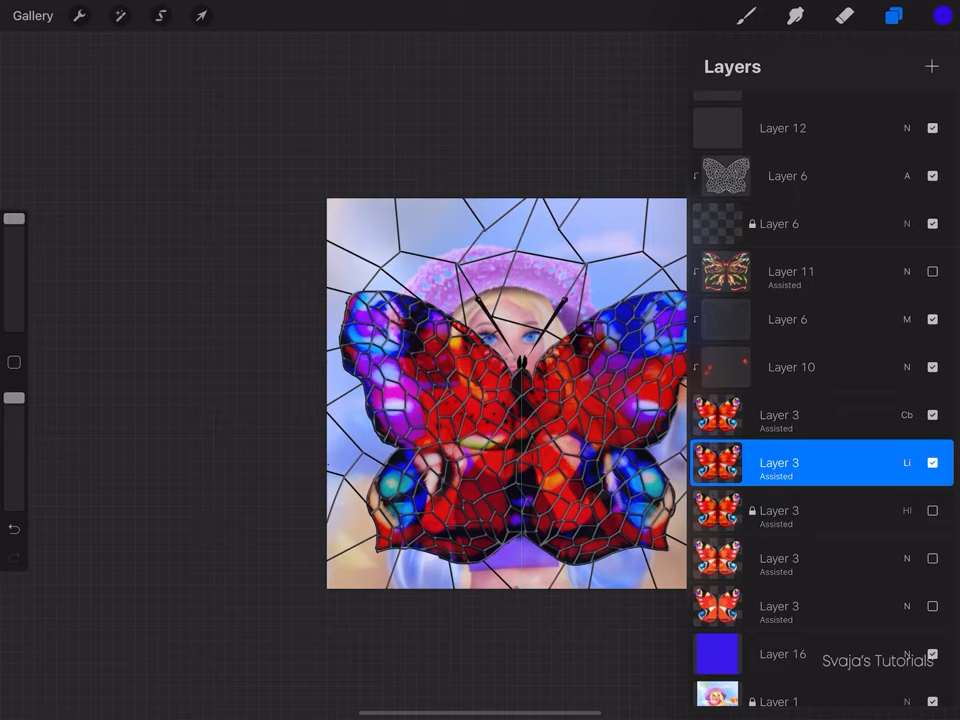 Gallery
Layers
Layer 12 N
Layer 6 A
Layer 6 N
Layer 11 N
Assisted
Layer 6 M
Layer 10 N
Layer 3 Cb
Assisted
Layer 3 Li
Assisted
Layer 3 Hl
Assisted
Layer 3 N
Assisted
Layer 3 N
Assisted
Layer 16 N
Svaja's Tutorials
Layer 1 N